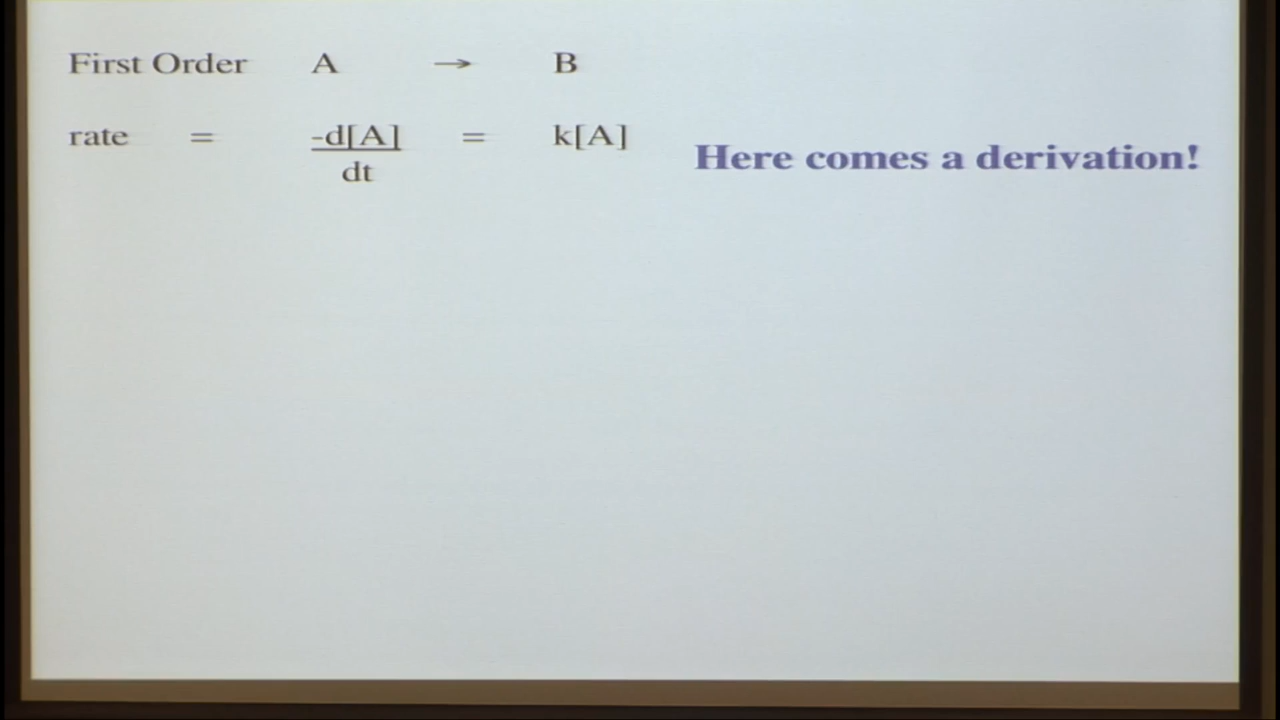 First Order A → B
rate = -d[A] = k[A]
dt
Here comes a derivation!